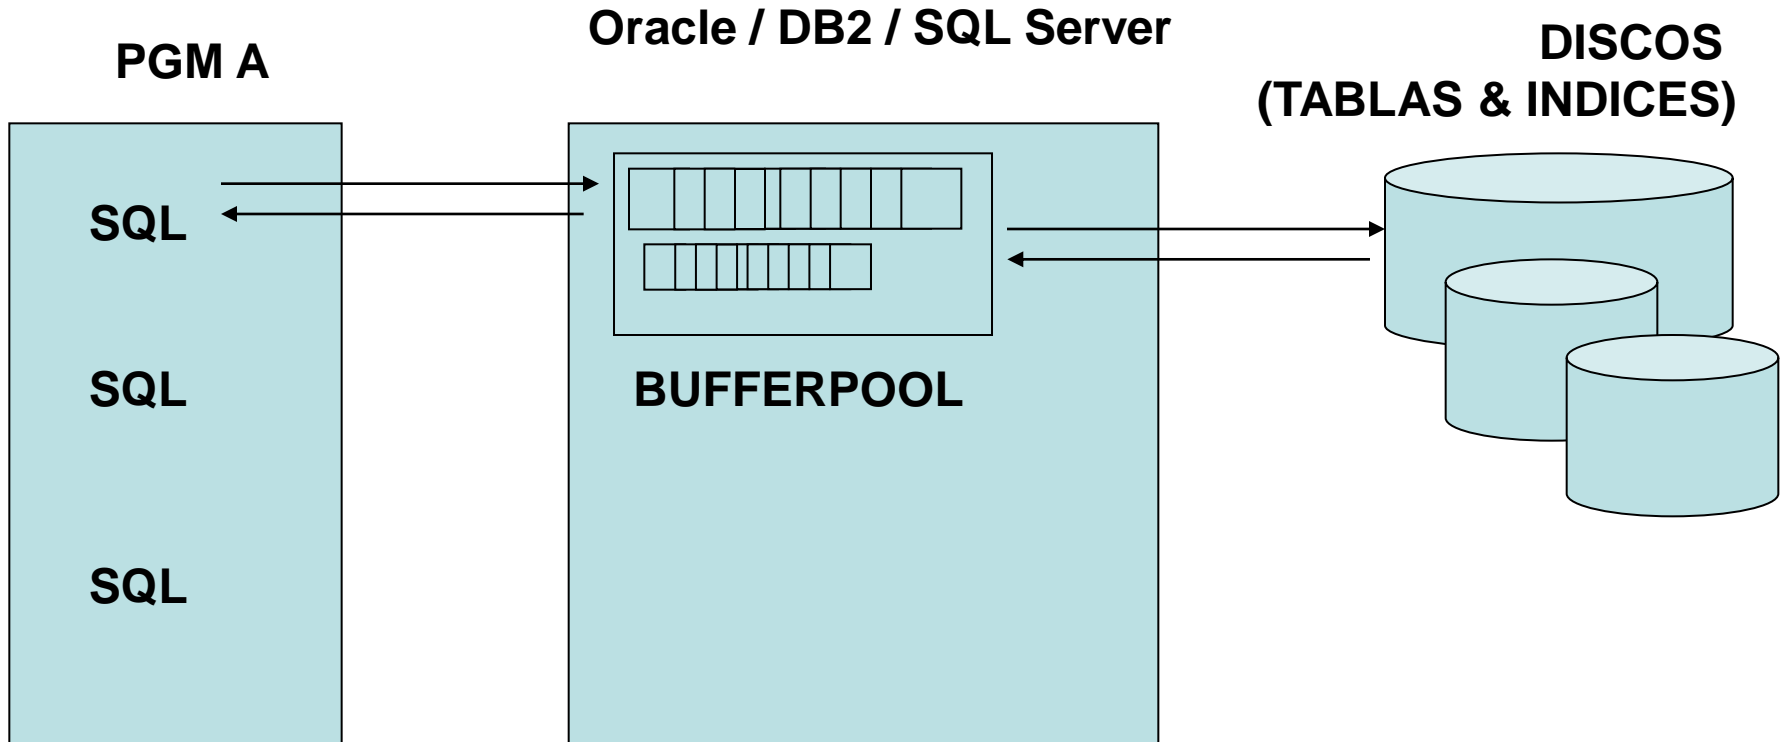 Oracle / DB2 / SQL Server
PGM A
DISCOS
(TABLAS & INDICES)
SQL
SQL
BUFFERPOOL
SQL